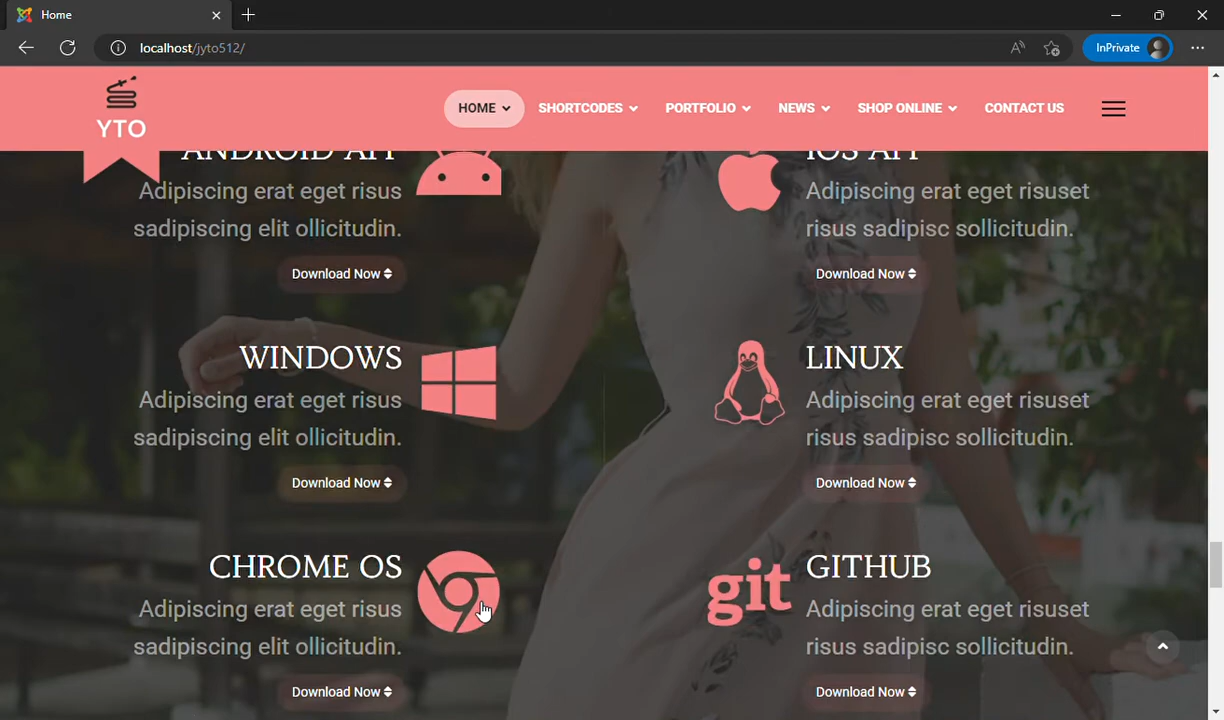 Home
localhost/jyto512/
InPrivate
YTO
HOME
SHORTCODES
PORTFOLIO
NEWS
SHOP ONLINE
CONTACT US
ANDROID API
Adipiscing erat eget risus
sadipiscing elit ollicitudin.
Download Now
IOS API
Adipiscing erat eget risuset
risus sadipisc sollicitudin.
Download Now
WINDOWS
Adipiscing erat eget risus
sadipiscing elit ollicitudin.
Download Now
LINUX
Adipiscing erat eget risuset
risus sadipisc sollicitudin.
Download Now
CHROME OS
Adipiscing erat eget risus
sadipiscing elit ollicitudin.
Download Now
git
GITHUB
Adipiscing erat eget risuset
risus sadipisc sollicitudin.
Download Now